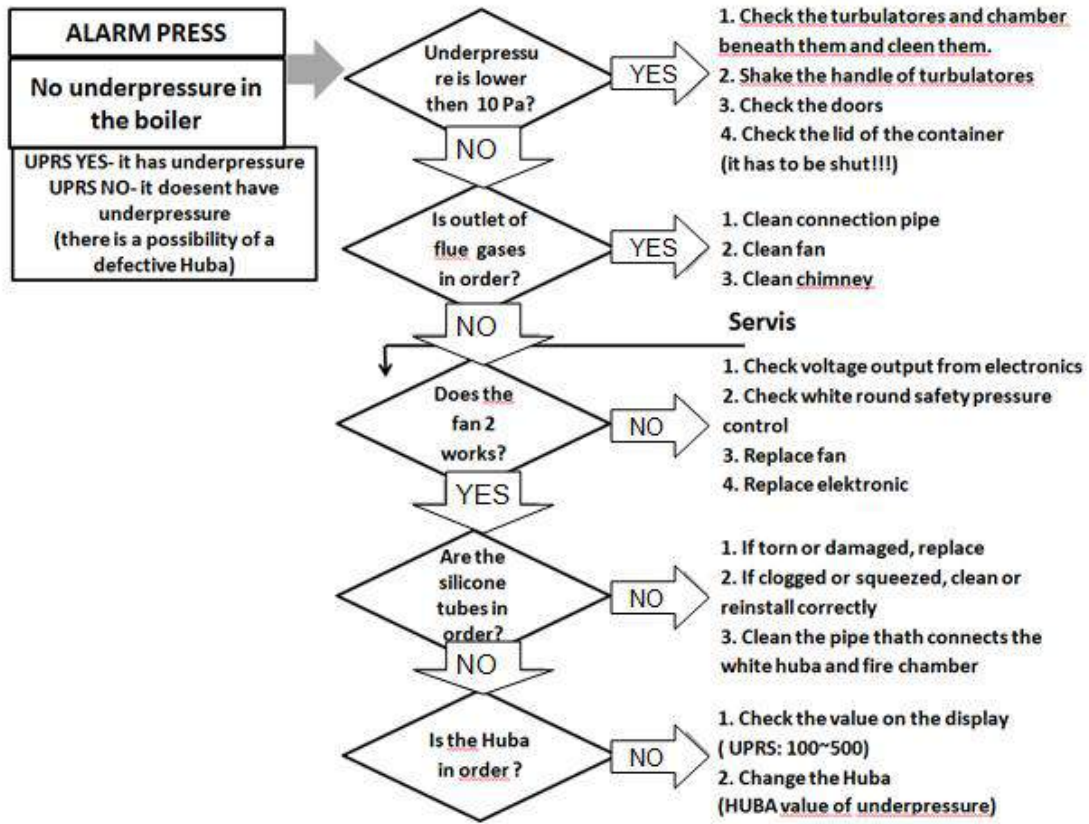 ALARM PRESS
No underpressure in
the boiler
UPRS YES- it has underpressure
UPRS NO- it doesent have
underpressure
(there is a possibility of a
defective Huba)
Underpressu
re is lower
then 10 Pa?
YES
1. Check the turbulatores and chamber
beneath them and cleen them.
2. Shake the handle of turbulatores
3. Check the doors
4. Check the lid of the container
(it has to be shut!!!)
NO
Is outlet of
flue gases
in order?
YES
1. Clean connection pipe
2. Clean fan
3. Clean chimney
NO
Servis
Does the
fan 2
works?
NO
1. Check voltage output from electronics
2. Check white round safety pressure
control
3. Replace fan
4. Replace elektronic
YES
Are the
silicone
tubes in
order?
NO
1. If torn or damaged, replace
2. If clogged or squeezed, clean or
reinstall correctly
3. Clean the pipe thath connects the
white huba and fire chamber
NO
Is the Huba
in order ?
NO
1. Check the value on the display
( UPRS: 100~500)
2. Change the Huba
(HUBA value of underpressure)